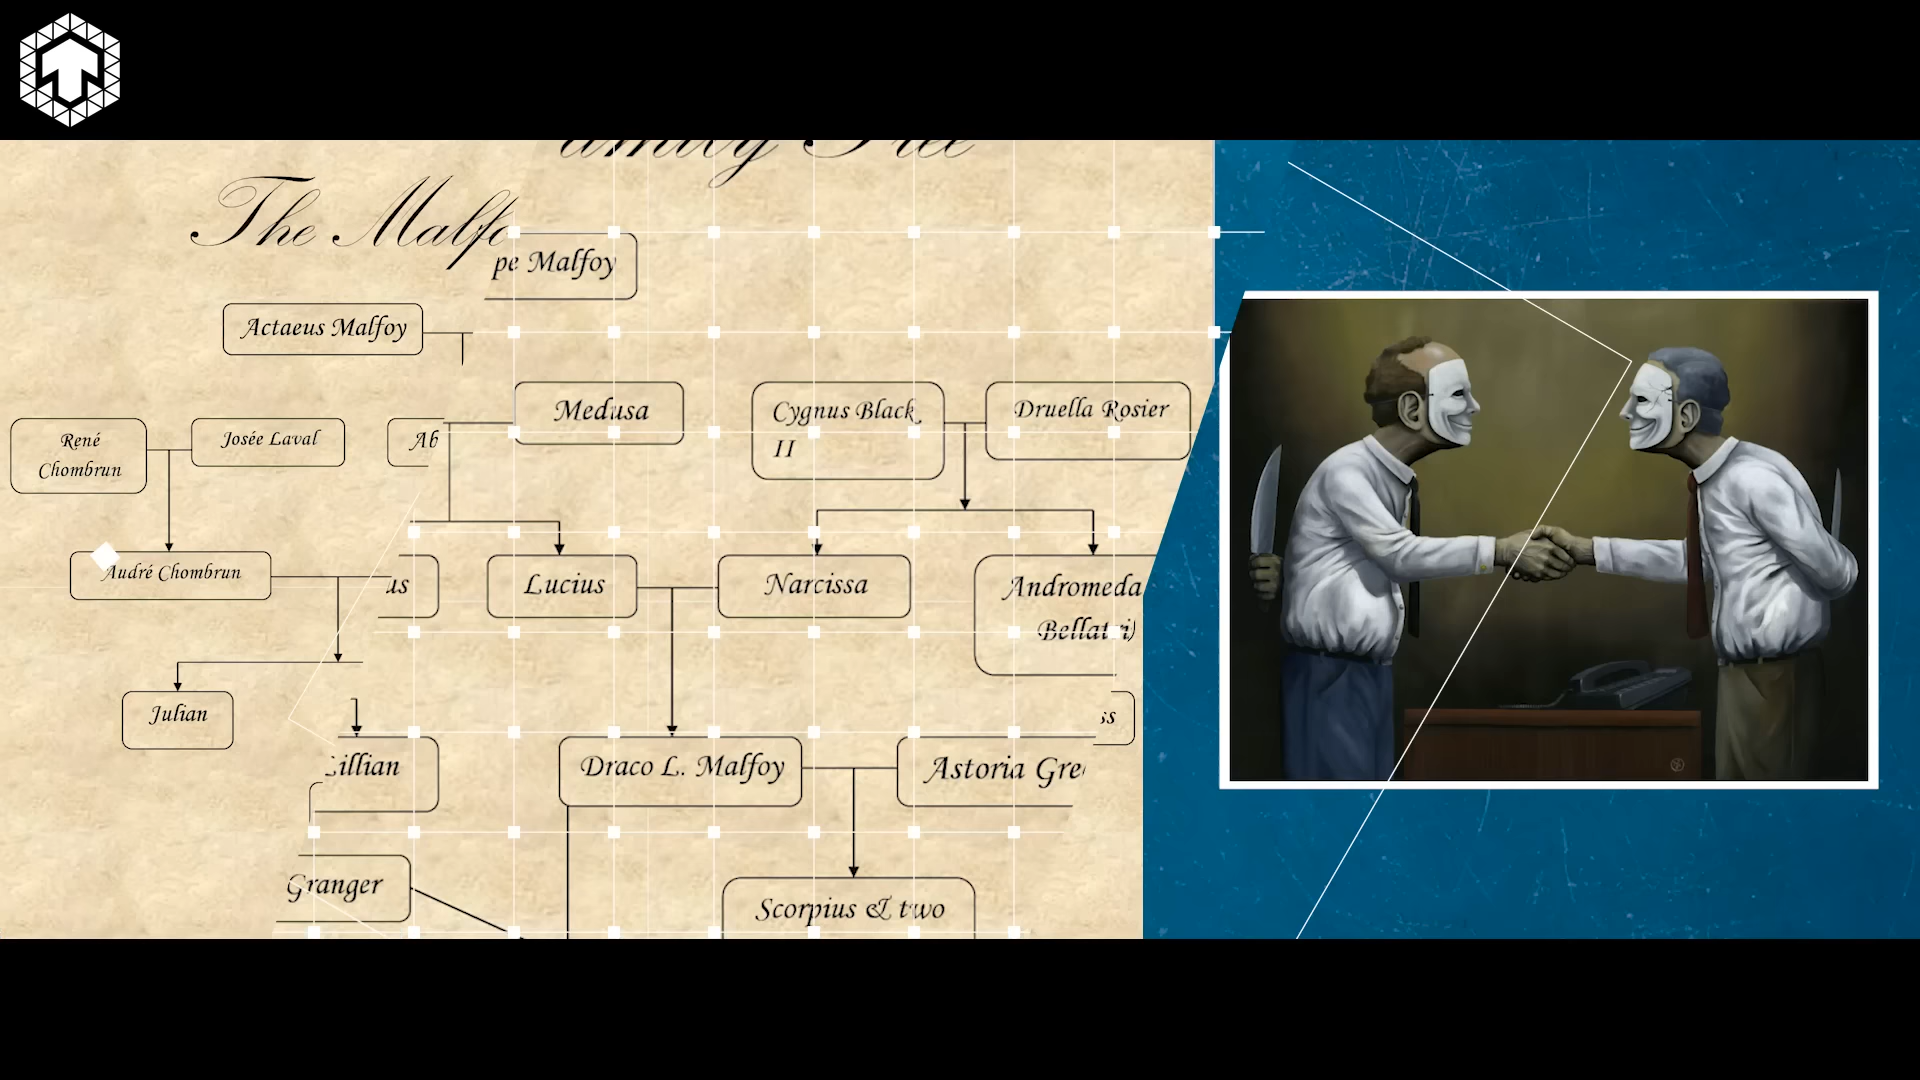 The
pe Malfoy
Actaeus Malfoy
Medusa
Cygnus Black
II
Druella Rosier
René
Chombrun
Josée Laval
Audré Chombrun
Lucius
Narcissa
Andromeda
Julian
Draco L. Malfoy
Astoria
Granger
Scorpius & two